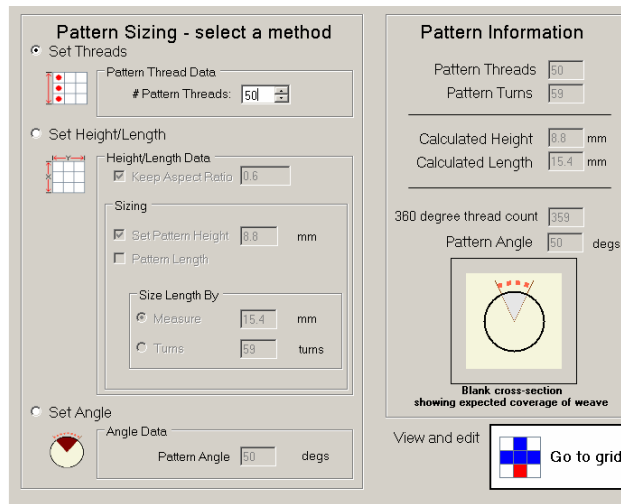 Pattern Sizing - select a method
Set Threads
Pattern Thread Data
# Pattern Threads: 50
Set Height/Length
Y
X
Height/Length Data
Keep Aspect Ratio 0.6
Sizing
Set Pattern Height 8.8 mm
Pattern Length
Size Length By
Measure 15.4 mm
Turns 59 turns
Set Angle
Angle Data
Pattern Angle 50 degs
Pattern Information
Pattern Threads 50
Pattern Turns 59
Calculated Height 8.8 mm
Calculated Length 15.4 mm
360 degree thread count 359
Pattern Angle 50 degs
Blank cross-section
showing expected coverage of weave
View and edit
Go to grid